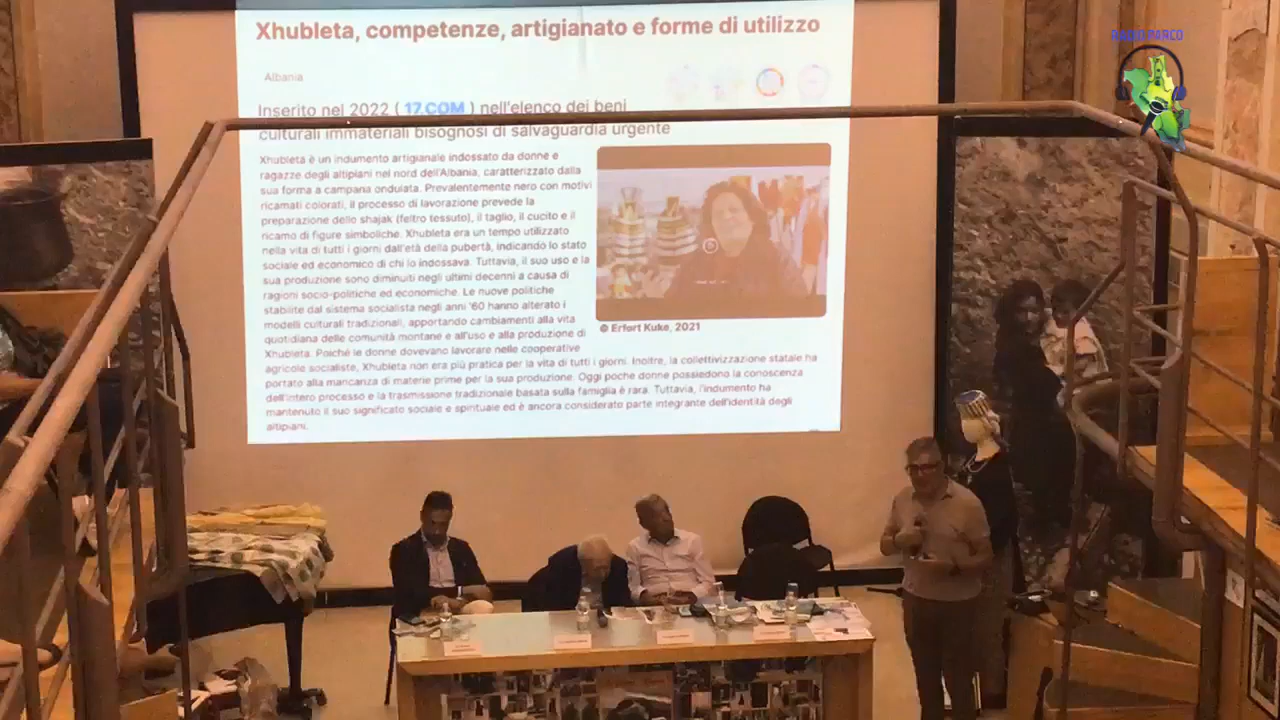 Xhubleta, competenze, artigianato e forme di utilizzo
RADIO PARCO
Albania
Inserito nel 2022 ( 17.COM ) nell'elenco dei beni
culturali immateriali bisognosi di salvaguardia urgente
Xhubleta è un indumento artigianale indossato da donne e
ragazze degli altipiani nel nord dell'Albania, caratterizzato dalla
sua forma a campana ondulata. Prevalentemente nero con motivi
ricamati colorati, il processo di lavorazione prevede la
preparazione dello shajak (feltro tessuto), il taglio, il cucito e il
ricamo di figure simboliche. Xhubleta era un tempo utilizzato
nella vita di tutti i giorni dall'età della pubertà, indicando lo stato
sociale ed economico di chi lo indossava. Tuttavia, il suo uso e la
sua produzione sono diminuiti negli ultimi decenni a causa di
ragioni socio-politiche ed economiche. Le nuove politiche
stabilite dal sistema socialista negli anni '60 hanno alterato i
modelli culturali tradizionali, apportando cambiamenti alla vita
quotidiana delle comunità montane e all'uso e alla produzione di
Xhubleta. Poiché le donne dovevano lavorare nelle cooperative
agricole socialiste, Xhubleta non era più pratica per la vita di tutti i giorni. Inoltre, la collettivizzazione statale ha
portato alla mancanza di materie prime per la sua produzione. Oggi poche donne possiedono la conoscenza
dell'intero processo e la trasmissione tradizionale basata sulla famiglia è rara. Tuttavia, l'indumento ha
mantenuto il suo significato sociale e spirituale ed è ancora considerato parte integrante dell'identità degli
altipiani.
© Erfort Kuke, 2021